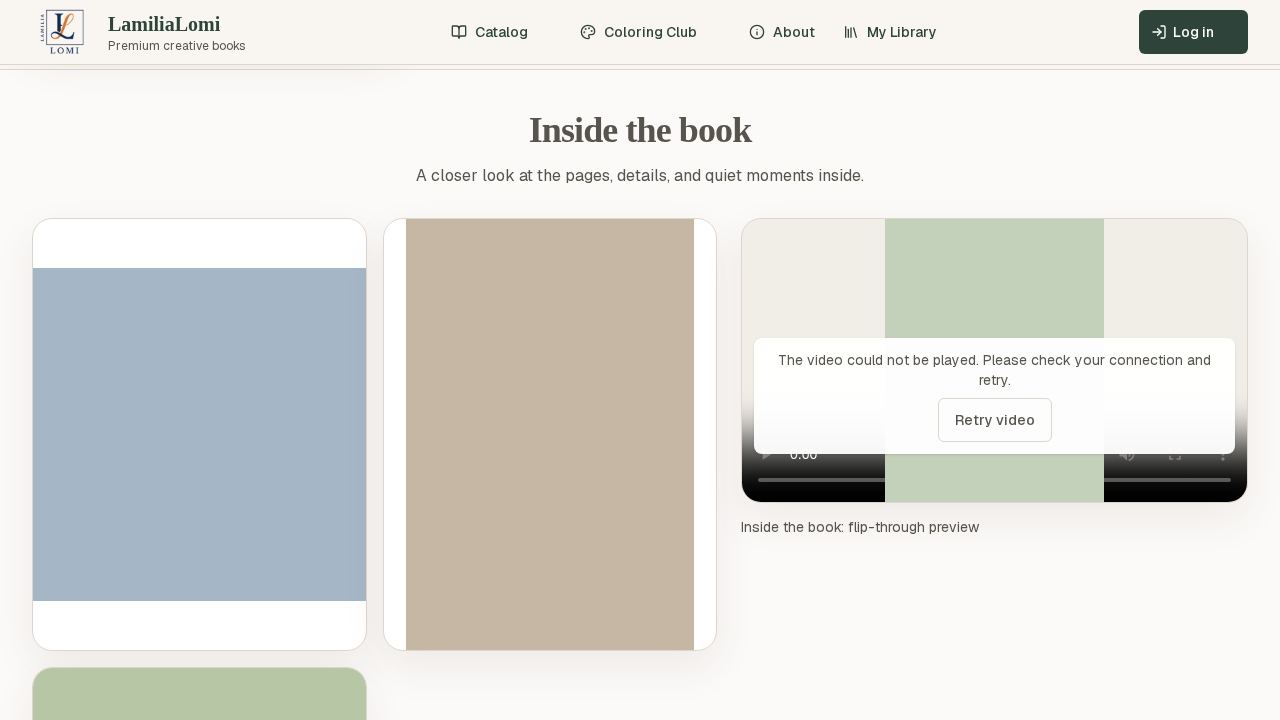 LAMILIA
LOMI
LamiliaLomi
Premium creative books
Catalog
Coloring Club
About
My Library
Log in
Inside the book
A closer look at the pages, details, and quiet moments inside.
The video could not be played. Please check your connection and
retry.
Retry video
0:00
Inside the book: flip-through preview